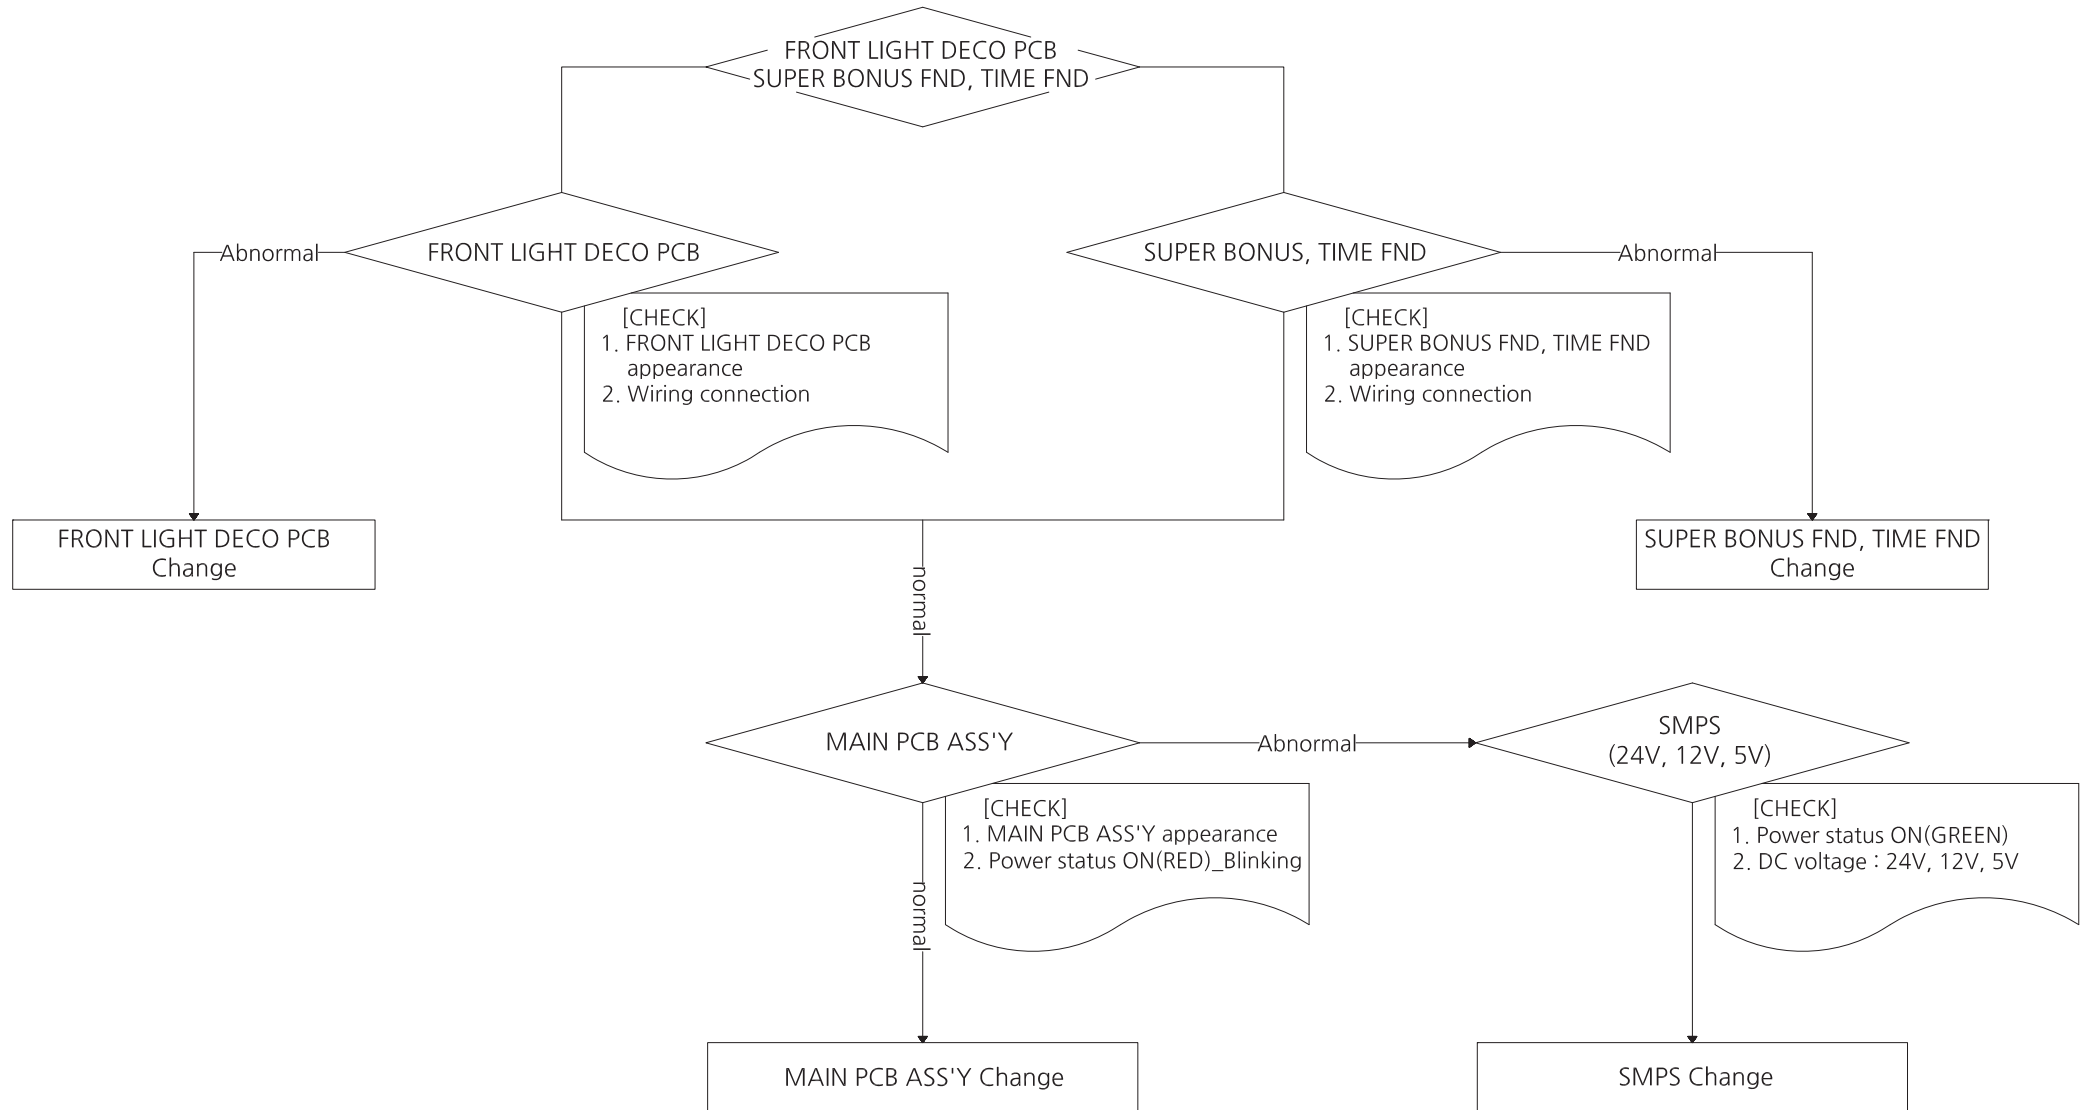 FRONT LIGHT DECO PCB
SUPER BONUS FND, TIME FND
Abnormal
FRONT LIGHT DECO PCB
SUPER BONUS, TIME FND
Abnormal
[CHECK]
1. FRONT LIGHT DECO PCB
appearance
2. Wiring connection
[CHECK]
1. SUPER BONUS FND, TIME FND
appearance
2. Wiring connection
FRONT LIGHT DECO PCB
Change
SUPER BONUS FND, TIME FND
Change
normal
MAIN PCB ASS'Y
Abnormal
SMPS
(24V, 12V, 5V)
[CHECK]
1. MAIN PCB ASS'Y appearance
2. Power status ON(RED)_Blinking
[CHECK]
1. Power status ON(GREEN)
2. DC voltage : 24V, 12V, 5V
normal
MAIN PCB ASS'Y Change
SMPS Change